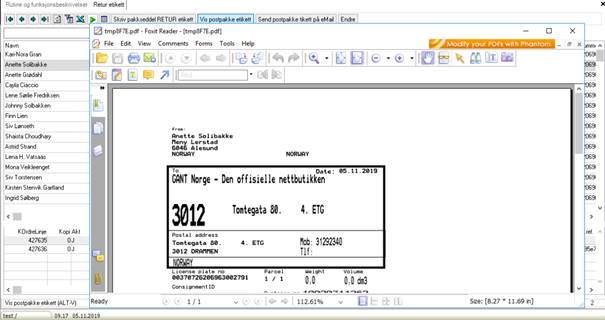 Rutine og funksjonsbeskrivelser Retur etikett
Skriv pakkseddel RETUR etikett Vis postpakke etikett Send postpakke tikett på eMail Endre
tmp8F7E.pdf - Foxit Reader - [tmp8F7E.pdf]
File Edit View Comments Forms Tools Advanced Window Help
Modify your PDFs with Phantom
Navn
Kari-Nora Gran
Anette Solibakke
Anette Gjødahl
Cayla Ciaccio
Lene Sølie Fredriksen
Johnny Solbakken
Finn Lien
Siv Lønseth
Shaista Choudhary
Astrid Strand
Lena H. Vatvaas
Mona Veikleenget
Siv Torstensen
Kirsten Stenvik Gartland
Ingrid Sølberg
KOrdreLinje Kopi Akt
427635 0J
427636 0J
Vis postpakke etikett (ALT-V)
test / 09.17 05.11.2019
From:
Anette Solibakke
Meny Lerstad
6046 Ålesund
NORWAY NORWAY
To Date: 05.11.2019
GANT Norge - Den offisielle nettbutikken
3012 Tomtegata 80. 4. ETG
Postal address
Tomtegata 80. 4. ETG Mob: 31292340
3012 DRAMMEN Tlf:
NORWAY
License plate no Parcel Weight Volume
00370726206963002791 1 / 1 0.0 0.0 dm3
ConsignmentID
Ready 1 / 1 112.61% Size: [8.27 * 11.69 in]